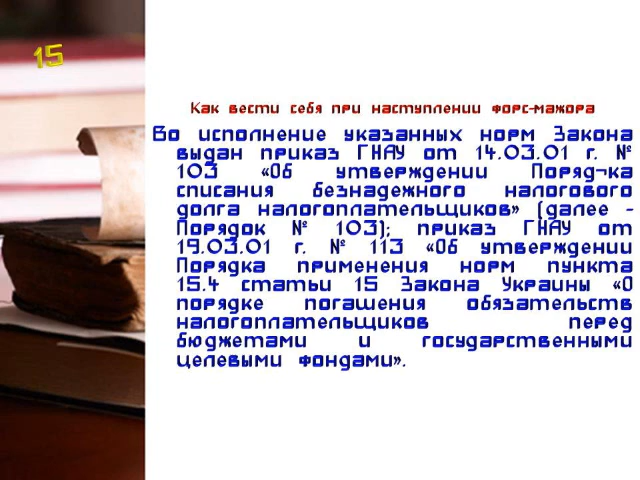 15
Как вести себя при наступлении форс-мажора
Во исполнение указанных норм Закона
выдан приказ ГНАУ от 14.03.01 г. №
103 «Об утверждении Поряд¬ка
списания безнадежного налогового
долга налогоплательщиков» (далее -
Порядок № 103); приказ ГНАУ от
19.03.01 г. № 113 «Об утверждении
Порядка применения норм пункта
15.4 статьи 15 Закона Украины «О
порядке погашения обязательств
налогоплательщиков перед
бюджетами и государственными
целевыми фондами».